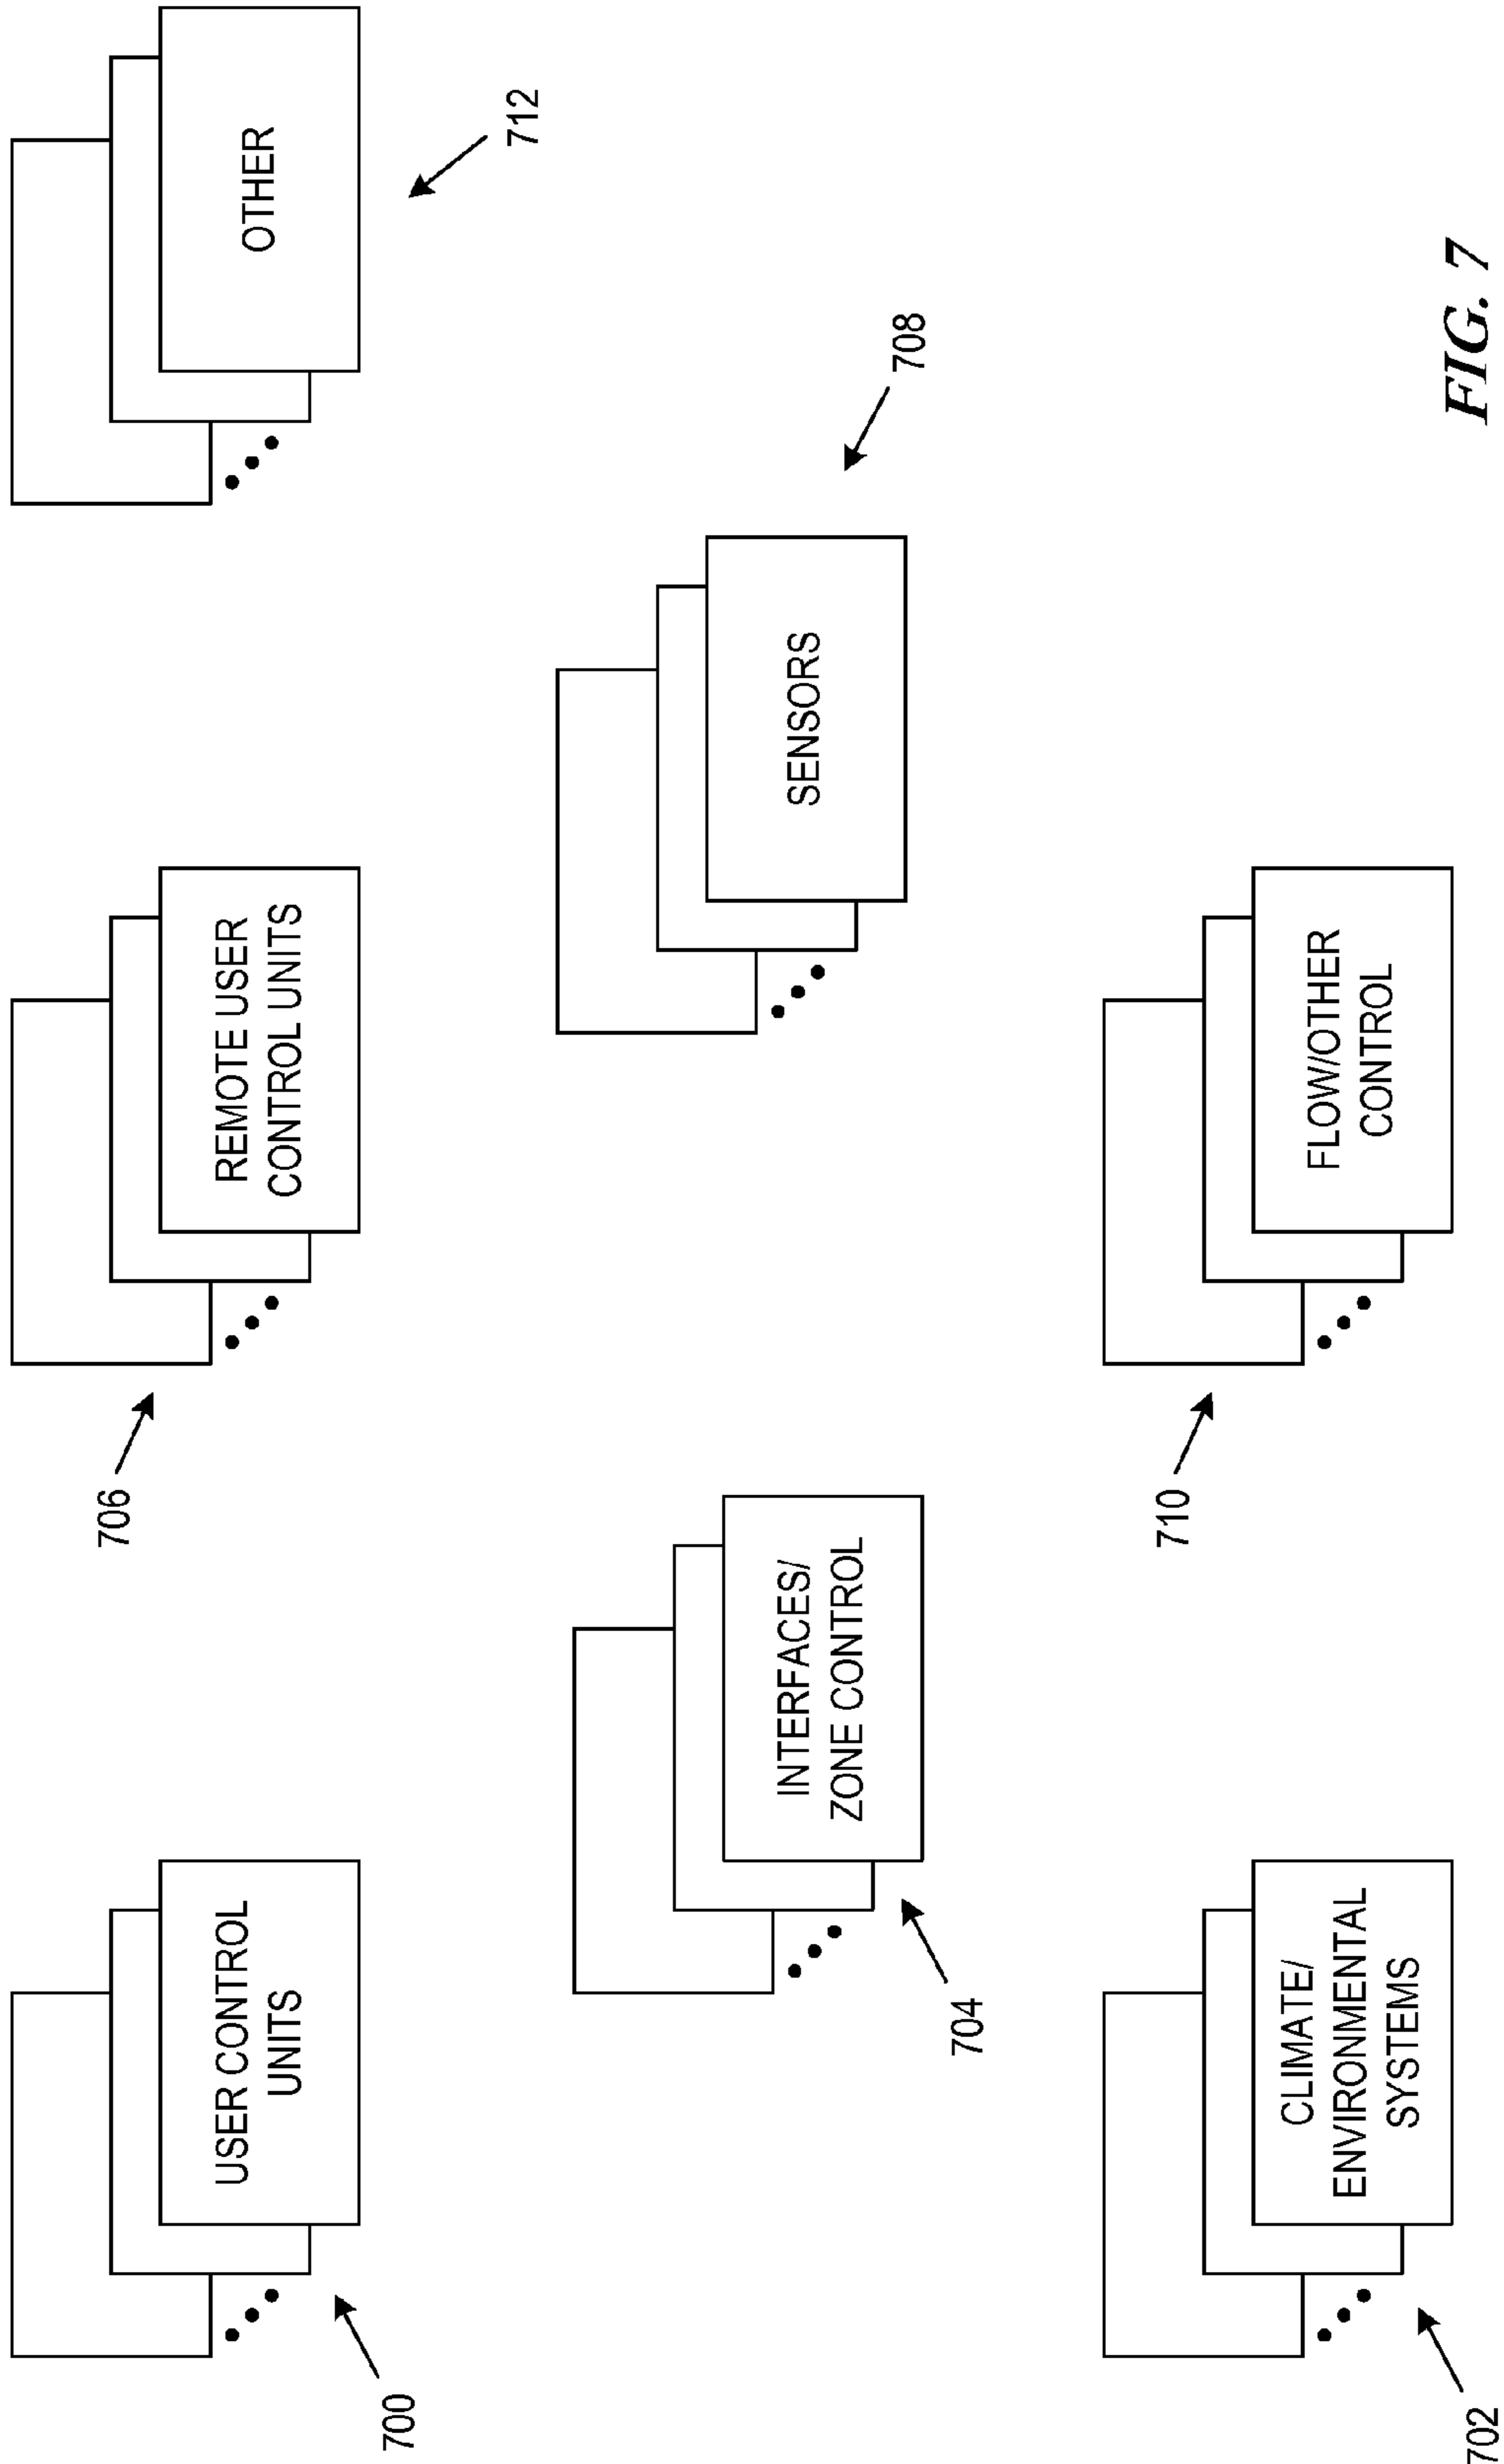 USER CONTROL
UNITS
700
REMOTE USER
CONTROL UNITS
706
OTHER
712
INTERFACES/
ZONE CONTROL
704
SENSORS
708
CLIMATE/
ENVIRONMENTAL
SYSTEMS
702
FLOW/OTHER
CONTROL
710
FIG. 7